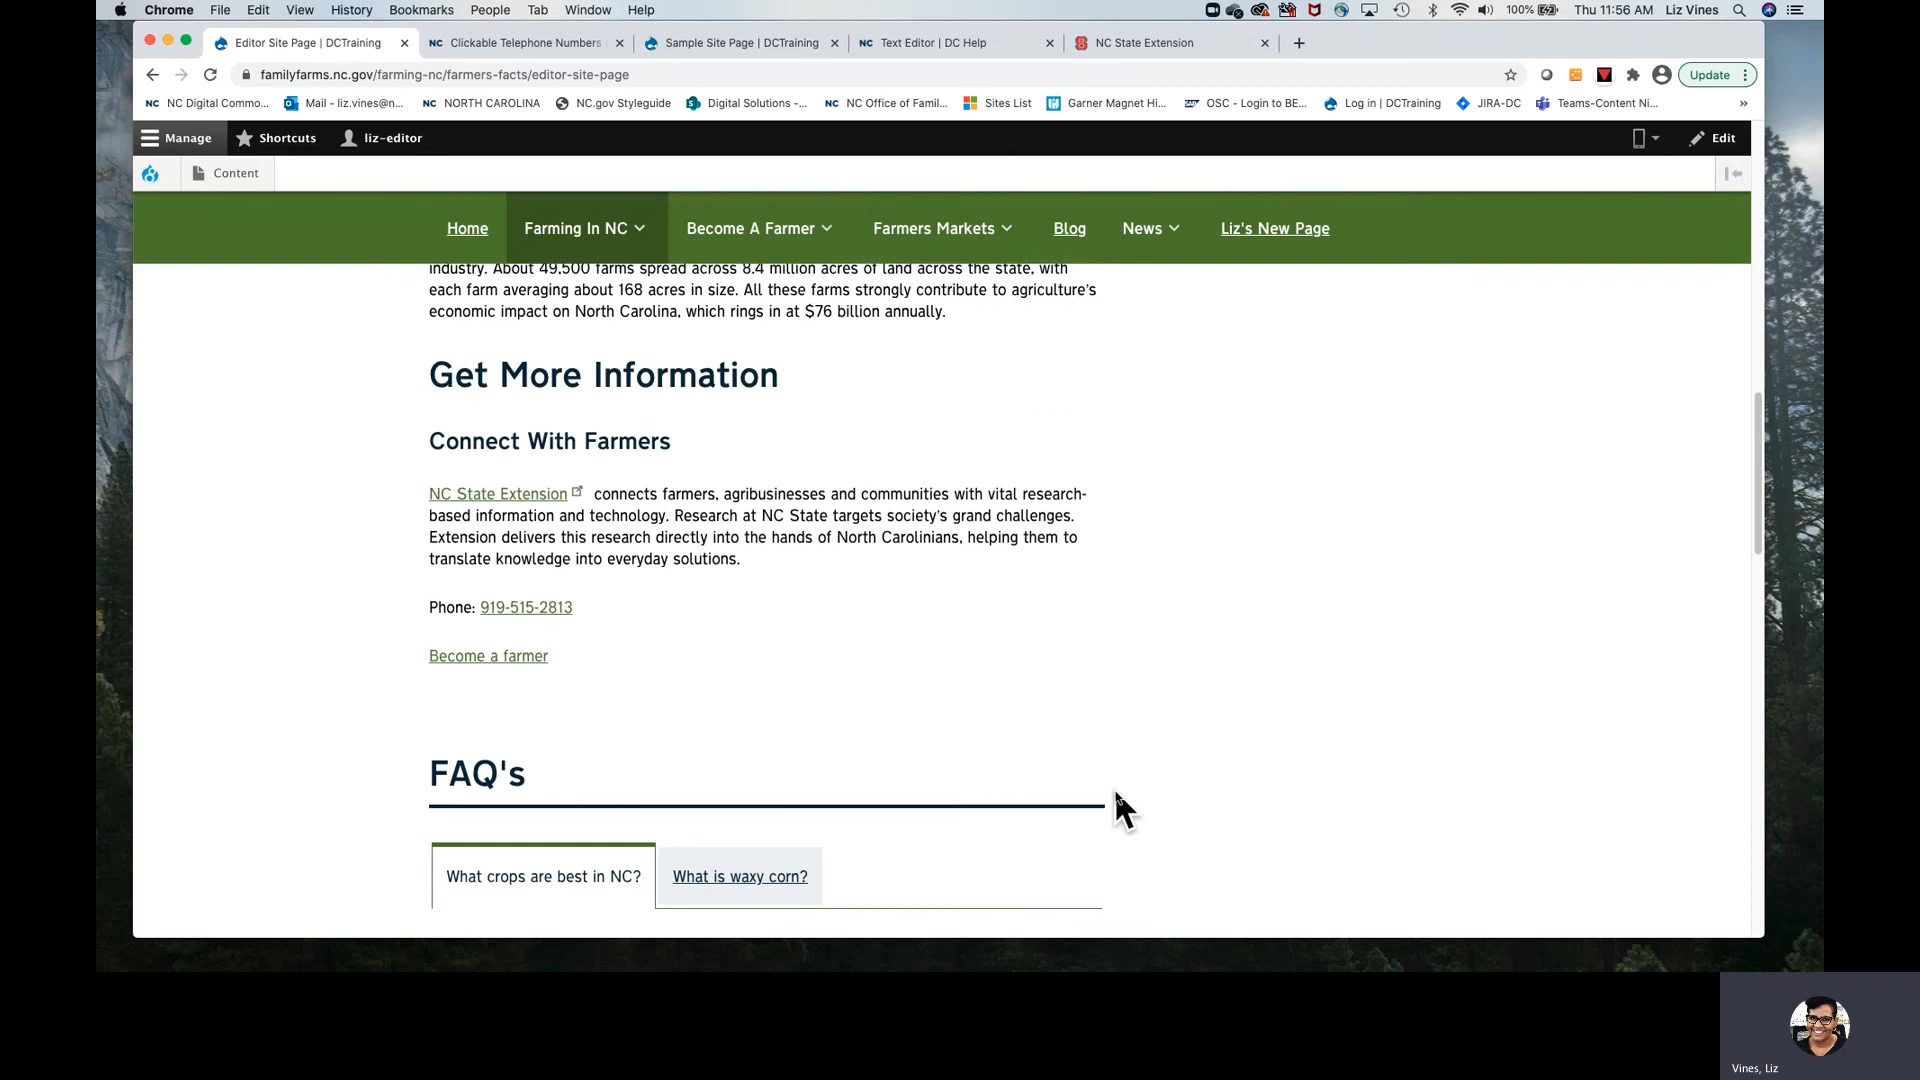 Chrome File Edit View History Bookmarks People Tab Window Help 100% Thu 11:56 AM Liz Vines
Editor Site Page | DCTraining Clickable Telephone Numbers Sample Site Page | DCTraining NC Text Editor | DC Help NC State Extension
familyfarms.nc.gov/farming-nc/farmers-facts/editor-site-page Update
NC Digital Commo... Mail - liz.vines@n... NORTH CAROLINA NC.gov Styleguide Digital Solutions -... NC Office of Famil... Sites List Garner Magnet Hi... OSC - Login to BE... Log in | DCTraining JIRA-DC Teams-Content Ni... »
Manage Shortcuts liz-editor Edit
Content
Home Farming In NC Become A Farmer Farmers Markets Blog News Liz's New Page
industry. About 49,500 farms spread across 8.4 million acres of land across the state, with
each farm averaging about 168 acres in size. All these farms strongly contribute to agriculture's
economic impact on North Carolina, which rings in at $76 billion annually.
Get More Information
Connect With Farmers
NC State Extension connects farmers, agribusinesses and communities with vital research-
based information and technology. Research at NC State targets society's grand challenges.
Extension delivers this research directly into the hands of North Carolinians, helping them to
translate knowledge into everyday solutions.
Phone: 919-515-2813
Become a farmer
FAQ's
What crops are best in NC? What is waxy corn?
Vines, Liz